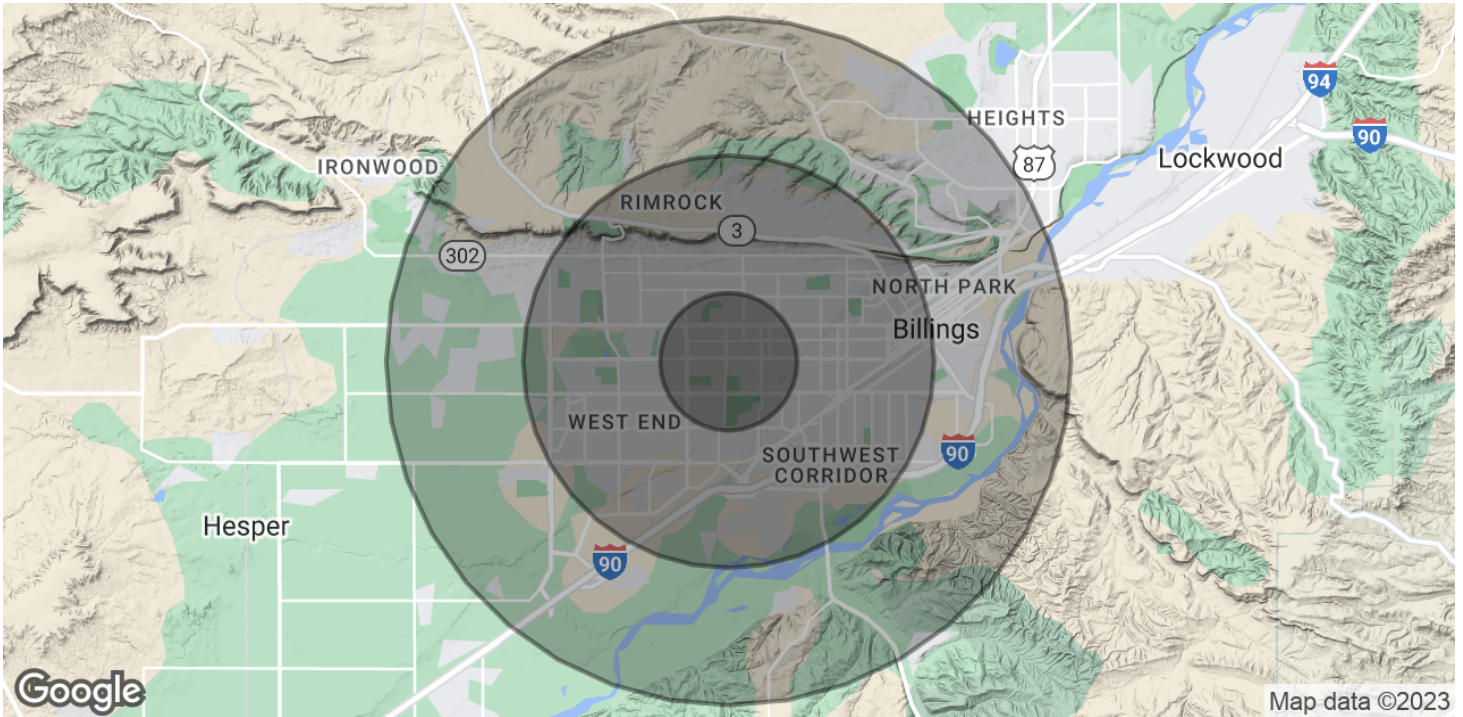 94
HEIGHTS
90
Lockwood
87
IRONWOOD
RIMROCK
3
302
NORTH PARK
Billings
WEST END
SOUTHWEST
CORRIDOR
90
Hesper
90
Google
Map data ©2023